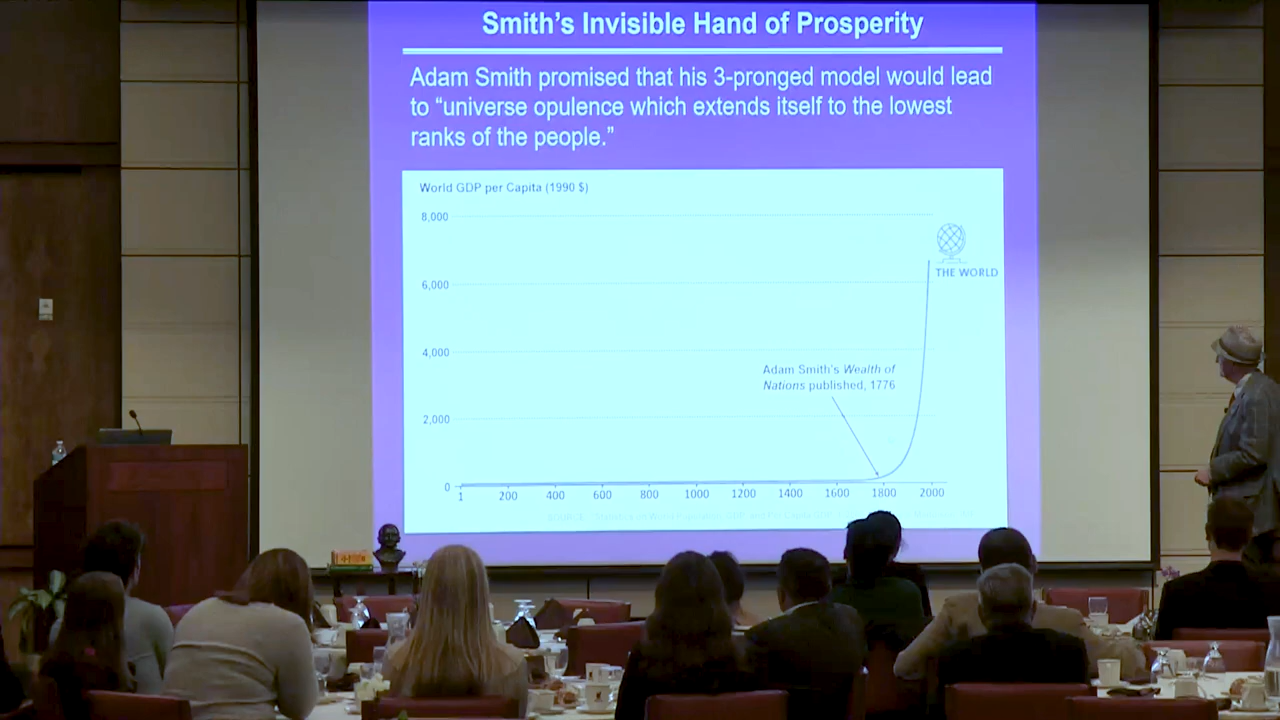 Smith's Invisible Hand of Prosperity
Adam Smith promised that his 3-pronged model would lead
to “universe opulence which extends itself to the lowest
ranks of the people.”
World GDP per Capita (1990 $)
8,000
THE WORLD
6,000
4,000
Adam Smith's Wealth of
Nations published, 1776
2,000
0
1 200 400 600 800 1000 1200 1400 1600 1800 2000